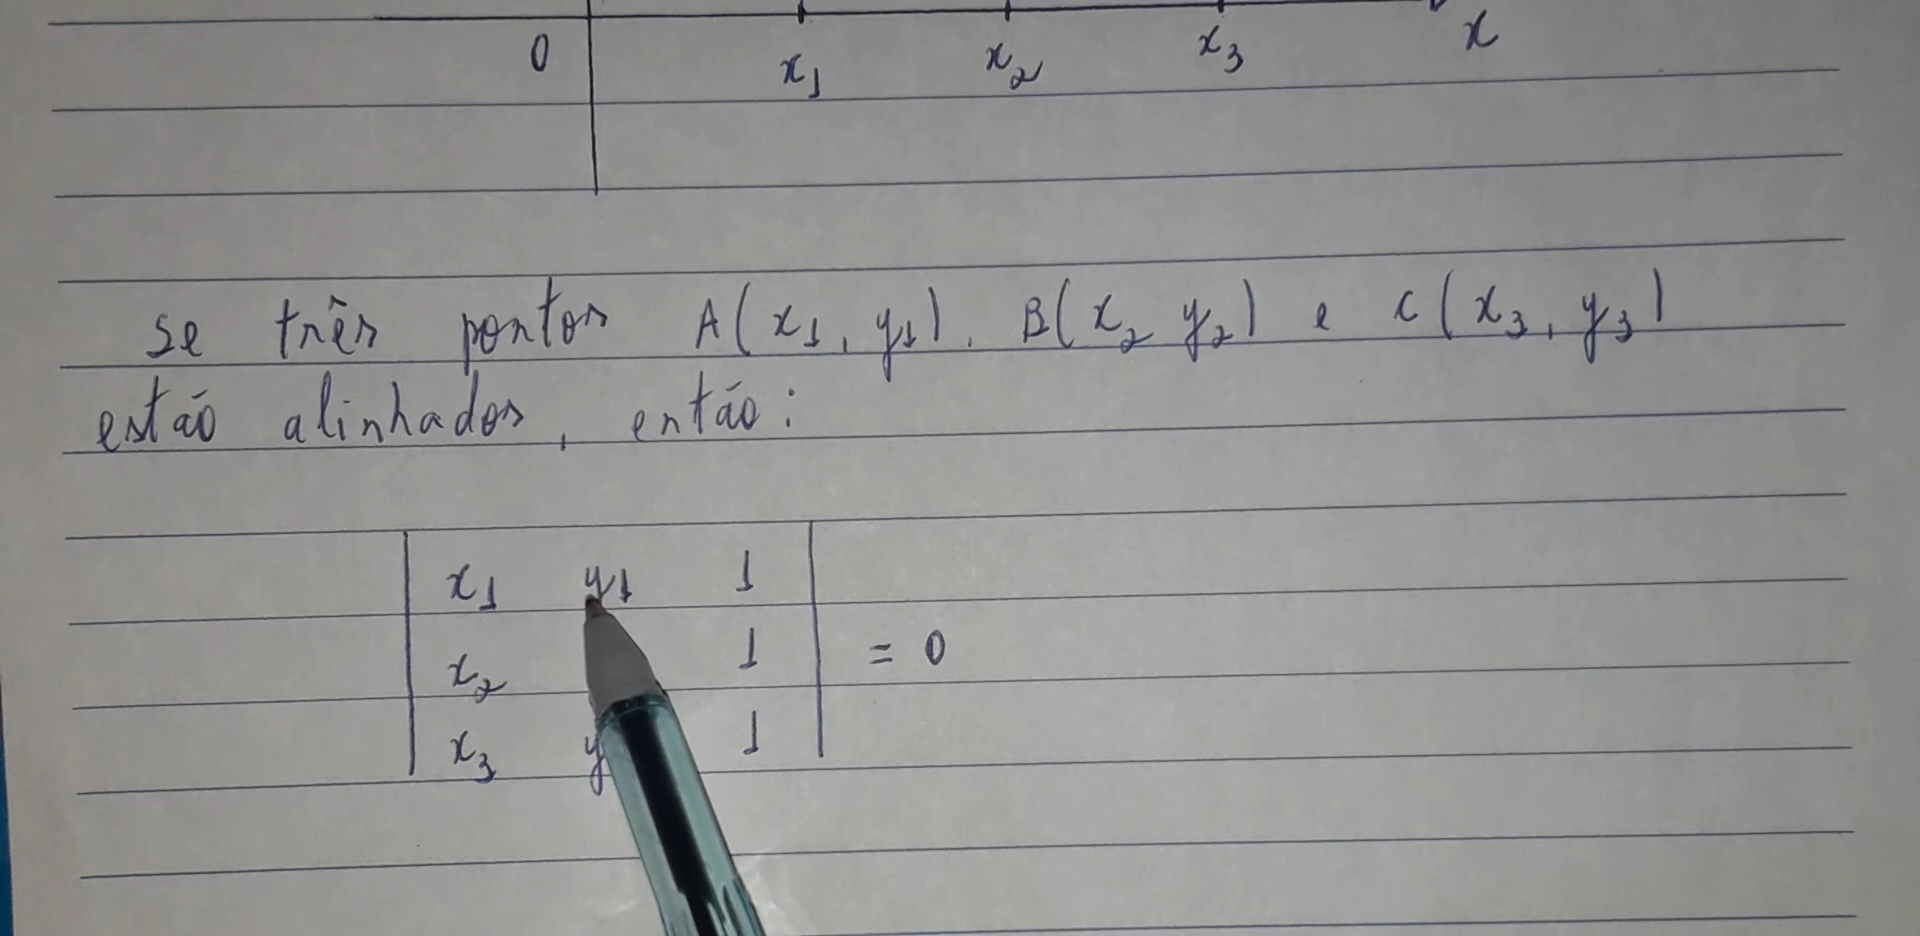 0 x₁ x₂ x₃ x
se três pontos A(x₁, y₁), B(x₂ y₂) e C(x₃, y₃)
estão alinhados, então:
x₁ y₁ 1
x₂ 1 = 0
x₃ y 1